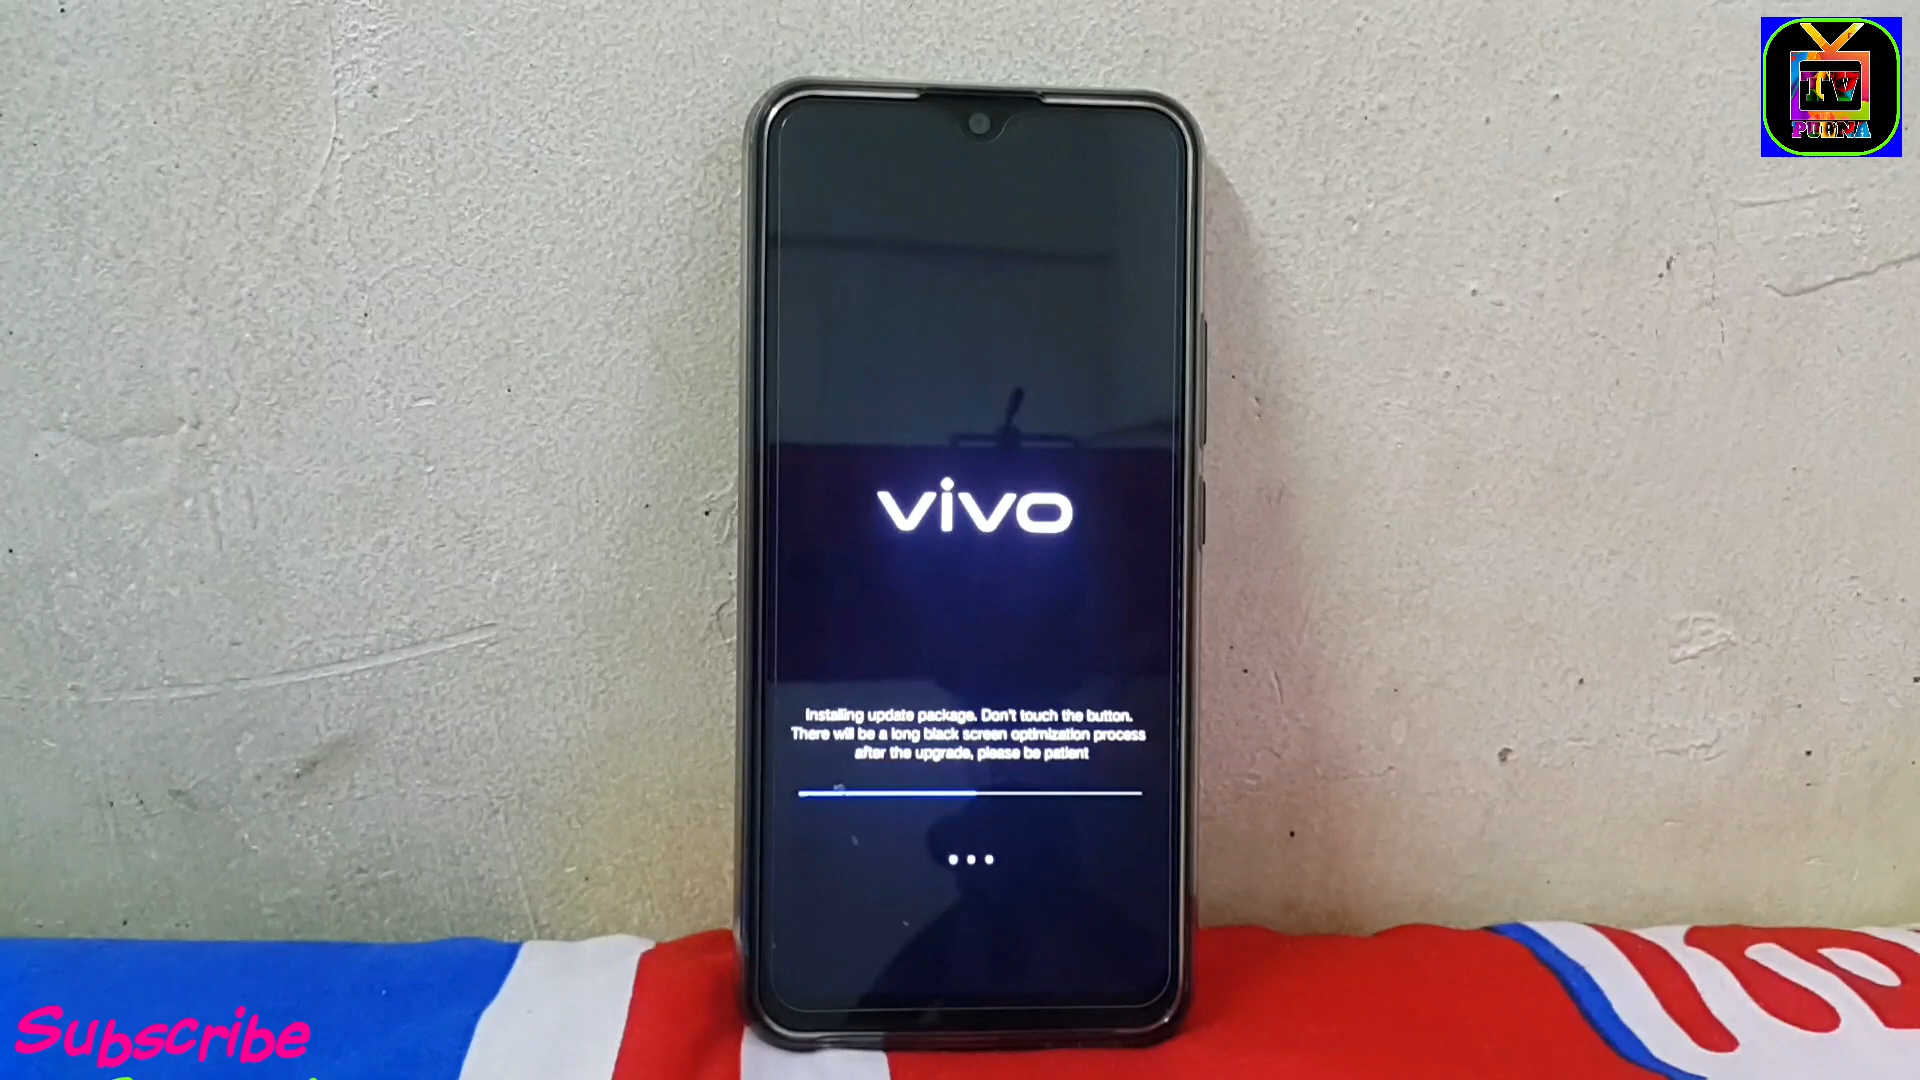 TV
PURNA
vivo
Installing update package. Don't touch the button.
There will be a long black screen optimization process
after the upgrade, please be patient
Subscribe